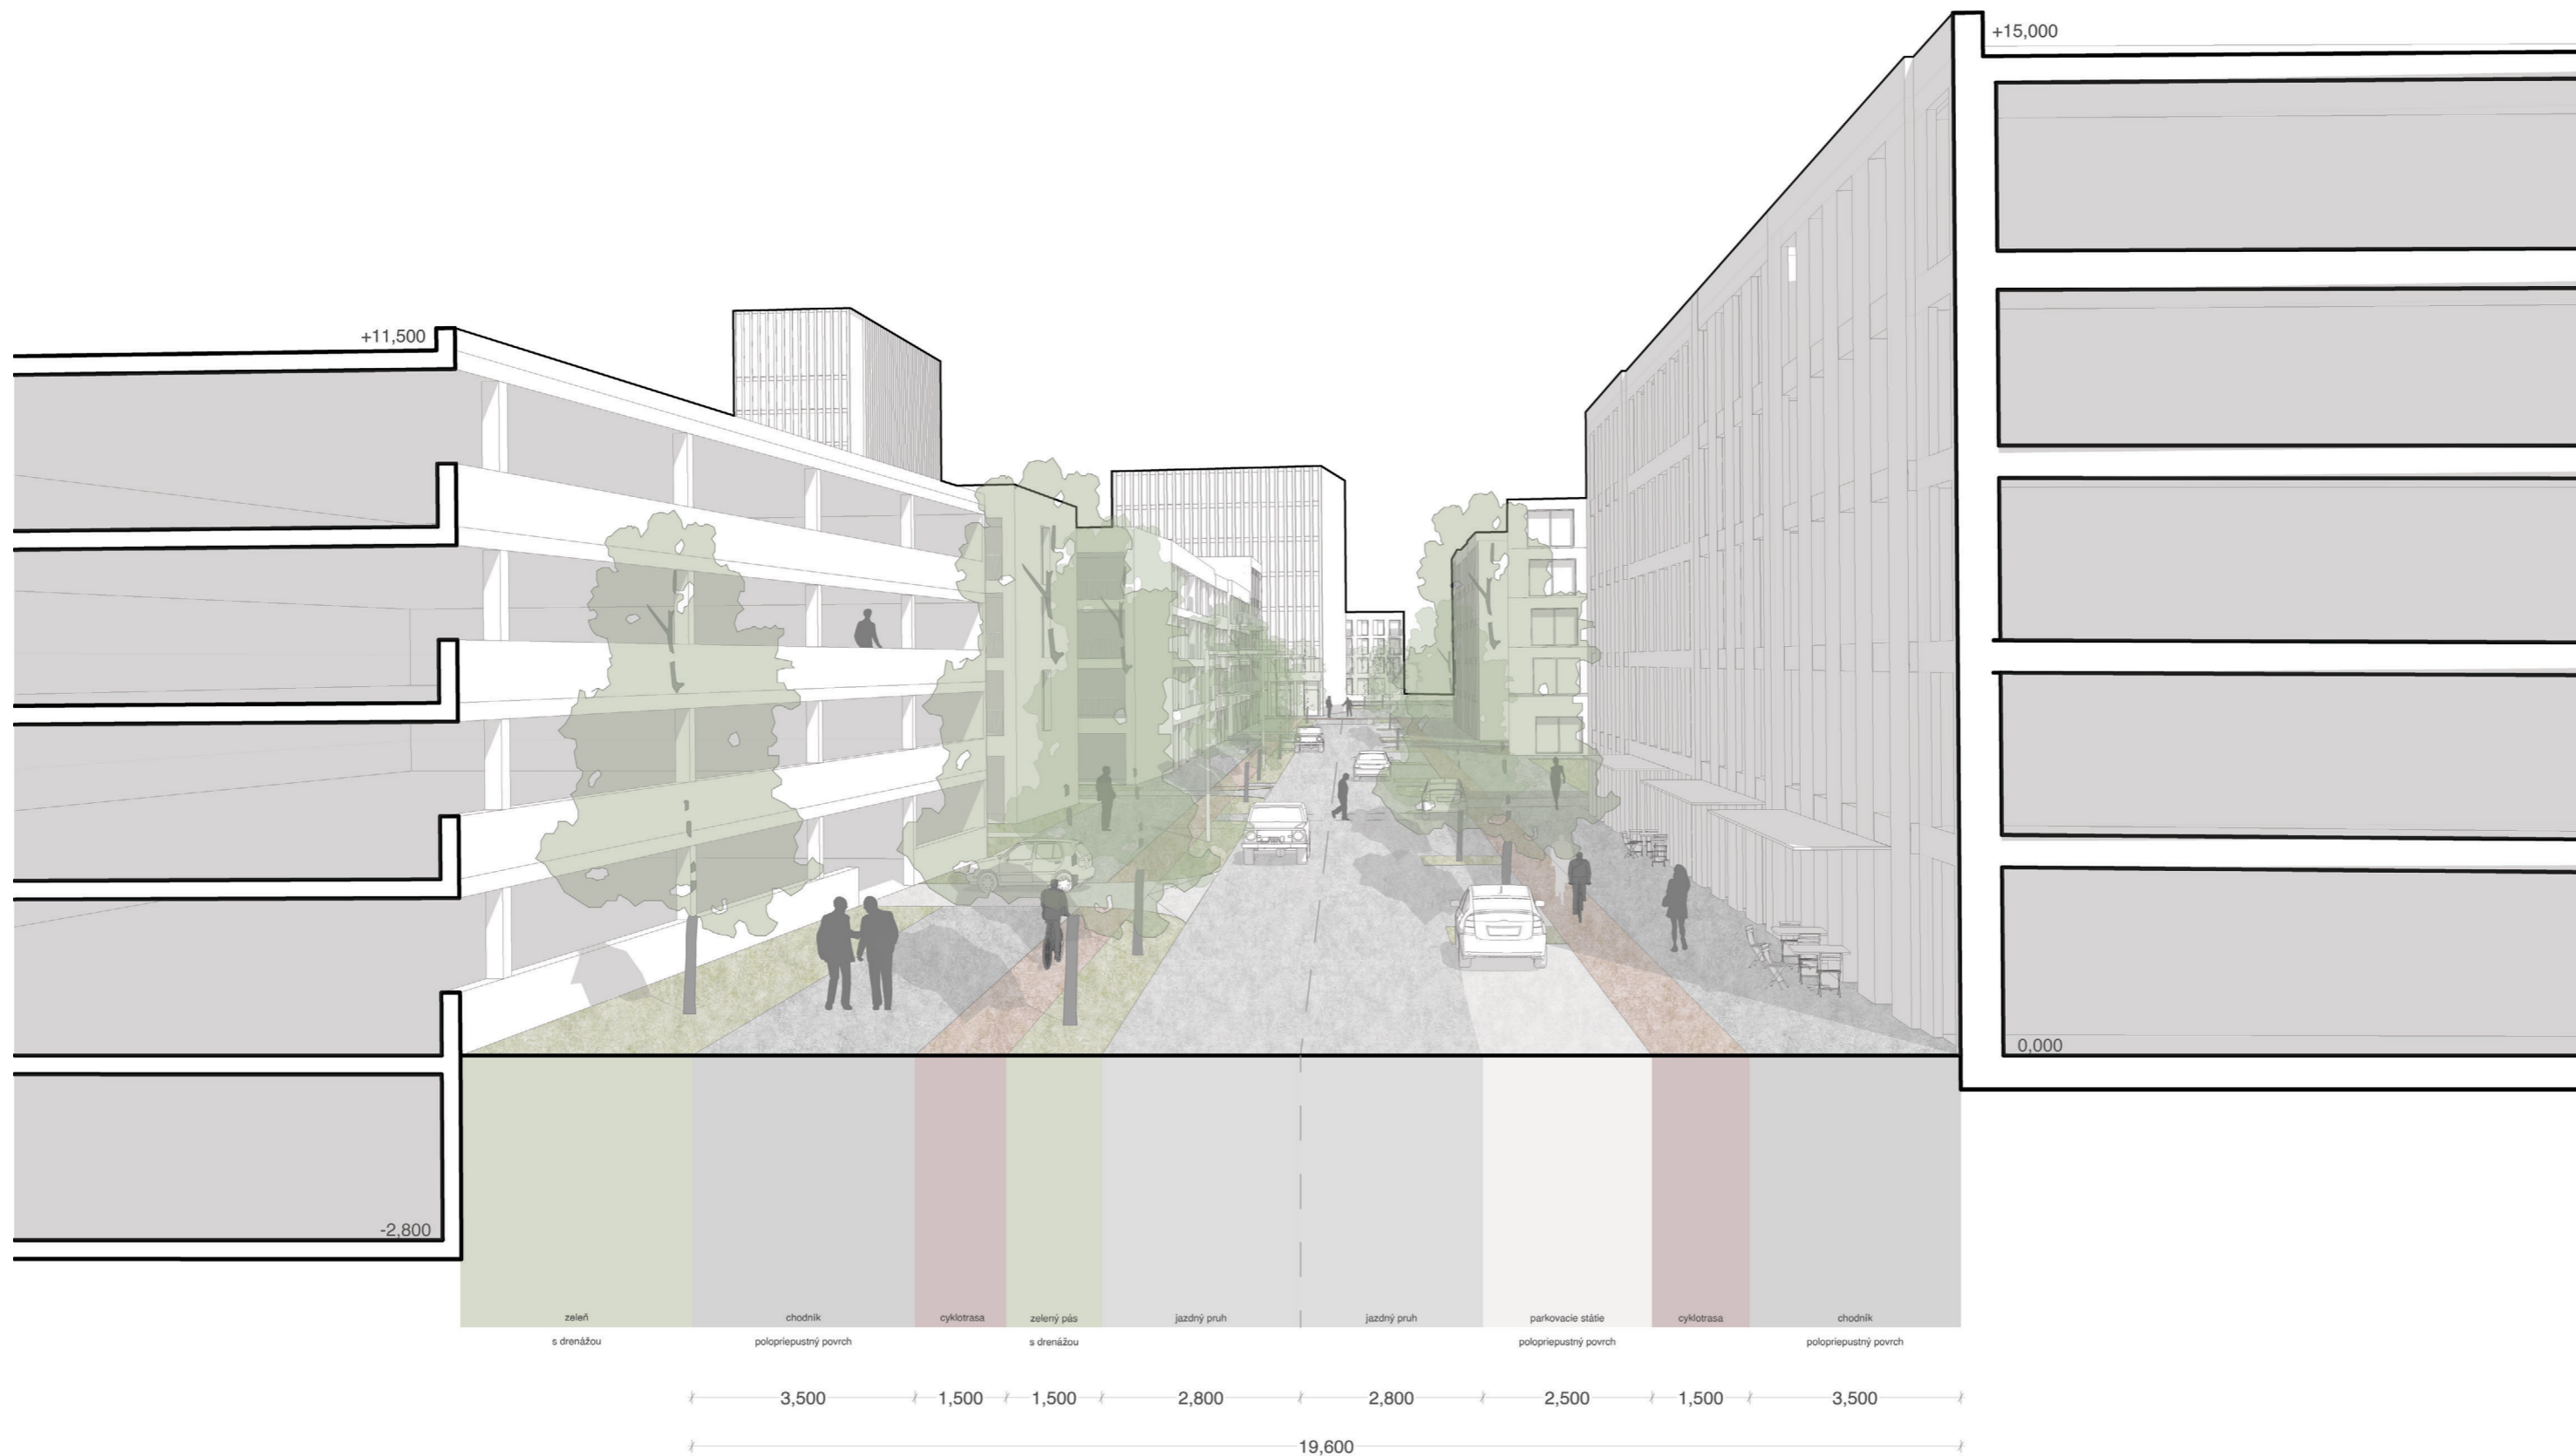 +15,000
+11,500
0,000
-2,800
zeleň chodník cyklotrasa zelený pás jazdný pruh jazdný pruh parkovacie státie cyklotrasa chodník
s drenážou polopriepustný povrch s drenážou polopriepustný povrch polopriepustný povrch
3,500 1,500 1,500 2,800 2,800 2,500 1,500 3,500
19,600